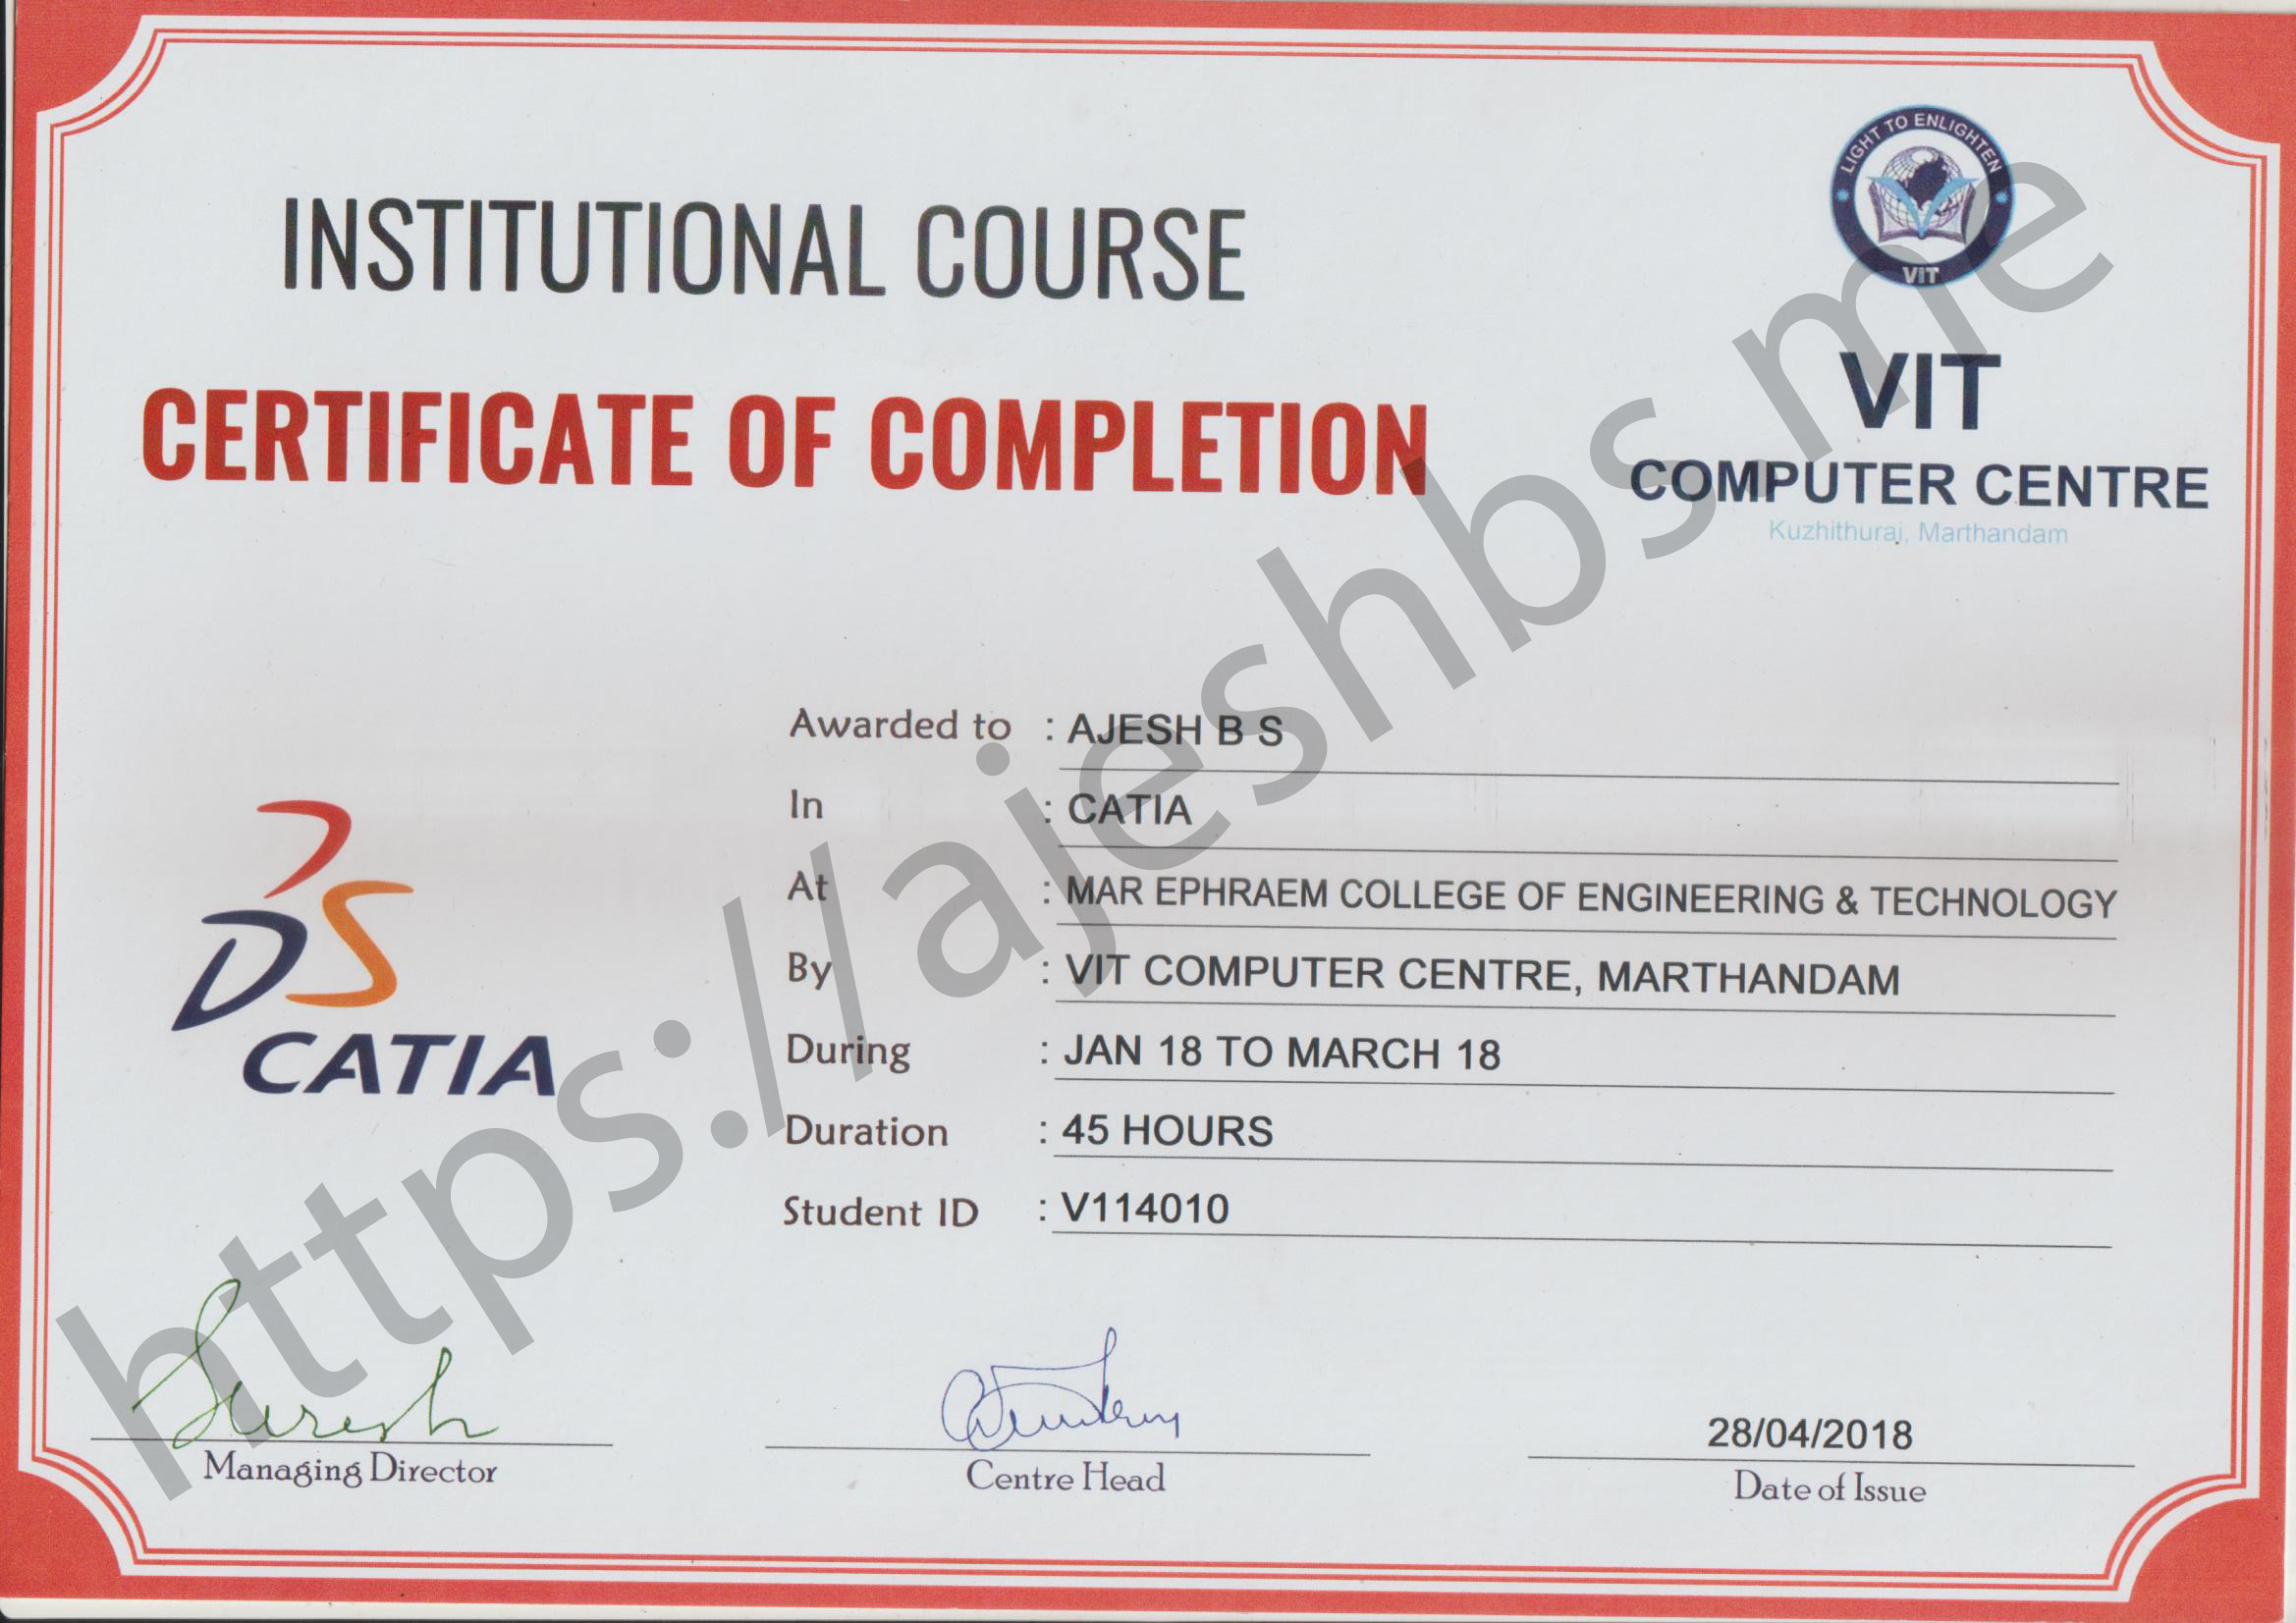 LIGHT TO ENLIGHTEN
VIT
INSTITUTIONAL COURSE
CERTIFICATE OF COMPLETION
VIT
COMPUTER CENTRE
Kuzhithurai, Marthandam
Awarded to : AJESH B S
In : CATIA
At : MAR EPHRAEM COLLEGE OF ENGINEERING & TECHNOLOGY
By : VIT COMPUTER CENTRE, MARTHANDAM
During : JAN 18 TO MARCH 18
Duration : 45 HOURS
Student ID : V114010
DS
CATIA
https://ajeshbs.me
Suresh
Managing Director
Centre Head
28/04/2018
Date of Issue